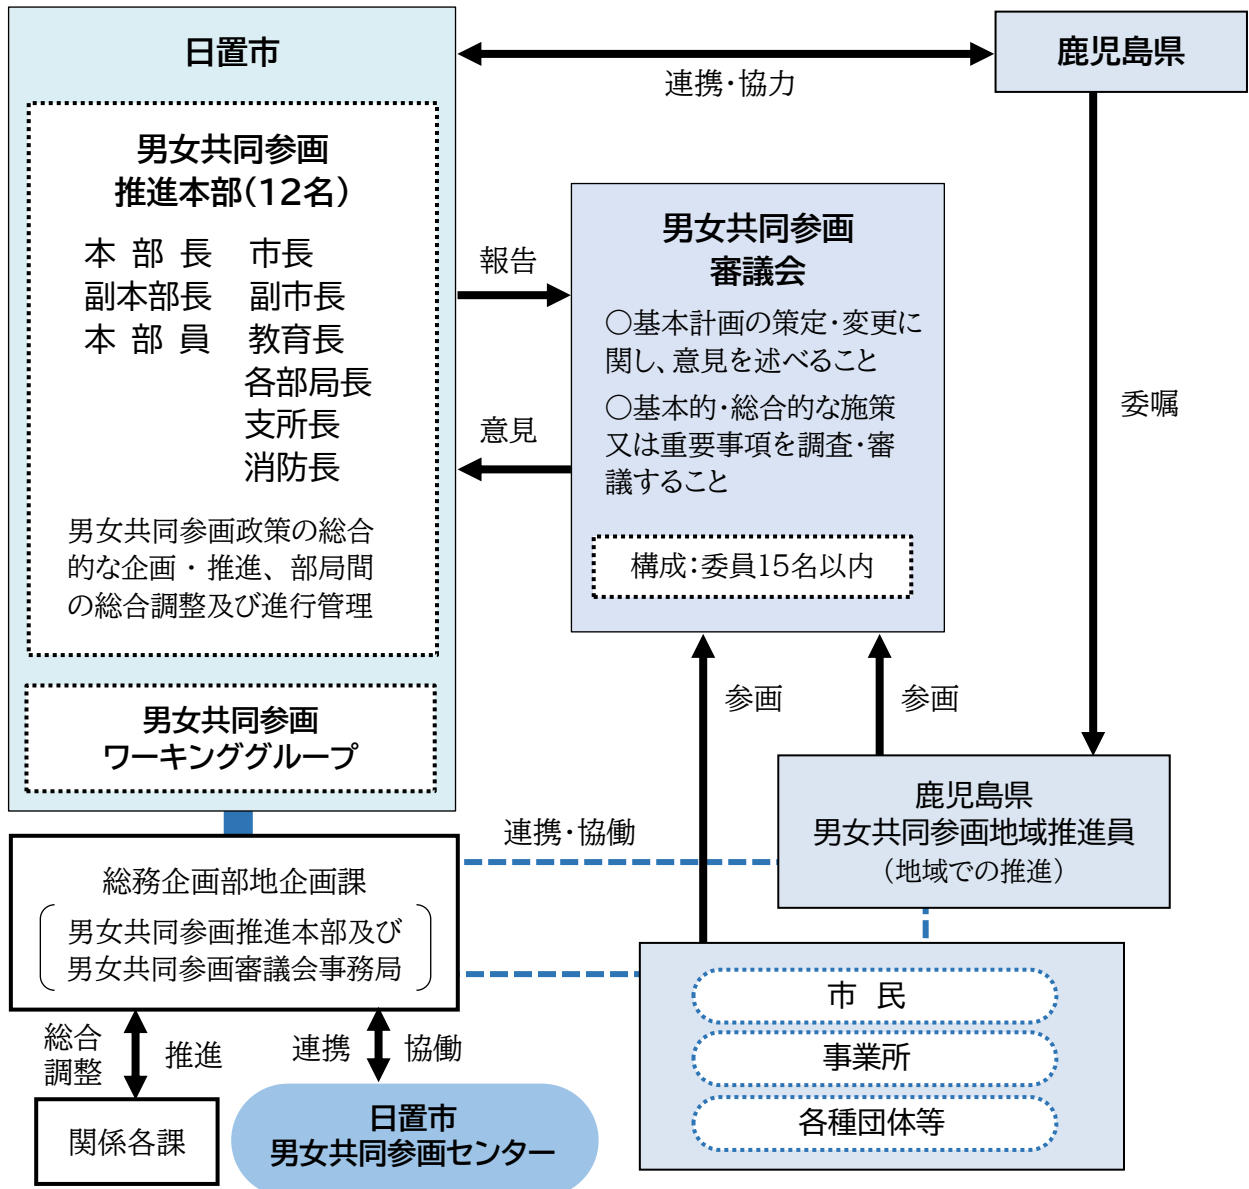 日置市
鹿児島県
連携・協力
男女共同参画
推進本部(12名)
本 部 長　市長
副本部長　副市長
本 部 員　教育長
各部局長
支所長
消防長
男女共同参画政策の総合
的な企画・推進、部局間
の総合調整及び進行管理
男女共同参画
ワーキンググループ
報告
意見
男女共同参画
審議会
○基本計画の策定・変更に
関し、意見を述べること
○基本的・総合的な施策
又は重要事項を調査・審
議すること
構成：委員15名以内
委嘱
参画
参画
鹿児島県
男女共同参画地域推進員
（地域での推進）
連携・協働
総務企画部地企画課
男女共同参画推進本部及び
男女共同参画審議会事務局
市 民
事業所
各種団体等
総合
調整
推進
連携
協働
関係各課
日置市
男女共同参画センター